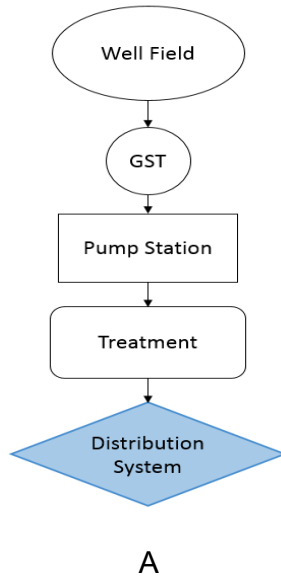 Well Field
GST
Pump Station
Treatment
Distribution
System
A